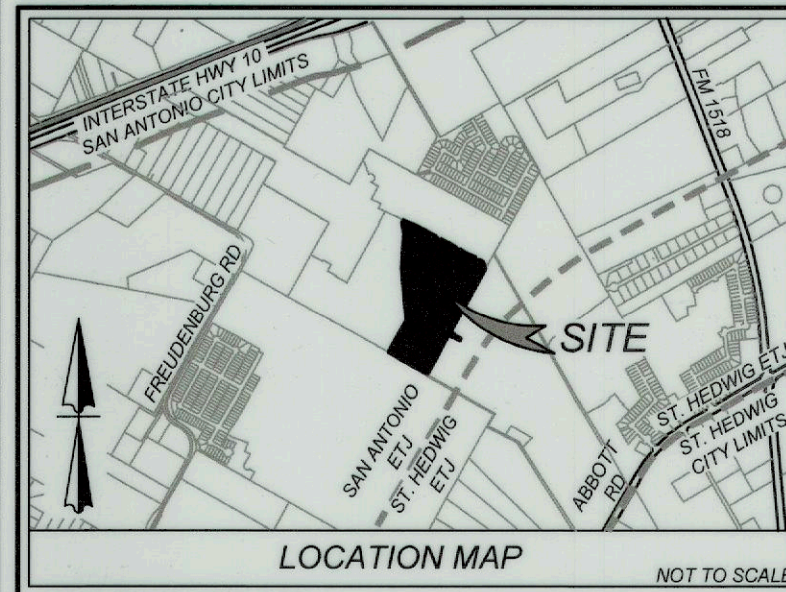 INTERSTATE HWY 10
SAN ANTONIO CITY LIMITS
FM 1518
FREUDENBURG RD
SITE
SAN ANTONIO
ETJ
ST. HEDWIG
ETJ
ABBOTT
RD
ST. HEDWIG ETJ
ST. HEDWIG
CITY LIMITS
LOCATION MAP
NOT TO SCALE